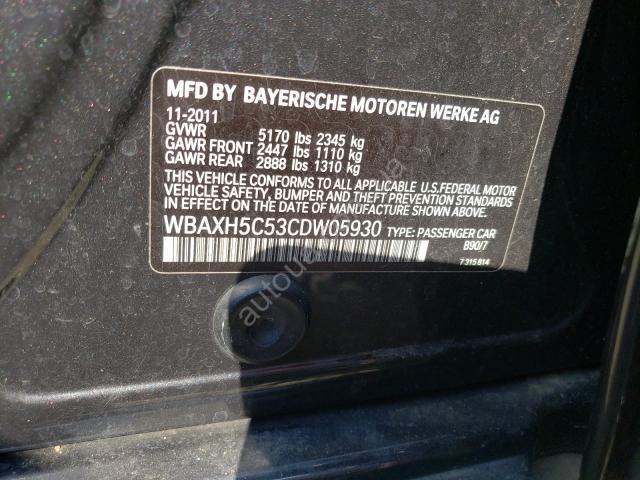 MFD BY BAYERISCHE MOTOREN WERKE AG
11-2011
GVWR 5170 lbs 2345 kg
GAWR FRONT 2447 lbs 1110 kg
GAWR REAR 2888 lbs 1310 kg
THIS VEHICLE CONFORMS TO ALL APPLICABLE U.S. FEDERAL MOTOR
VEHICLE SAFETY, BUMPER AND THEFT PREVENTION STANDARDS
IN EFFECT ON THE DATE OF MANUFACTURE SHOWN ABOVE.
WBAXH5C53CDW05930 TYPE: PASSENGER CAR
B90/7
7 315 814